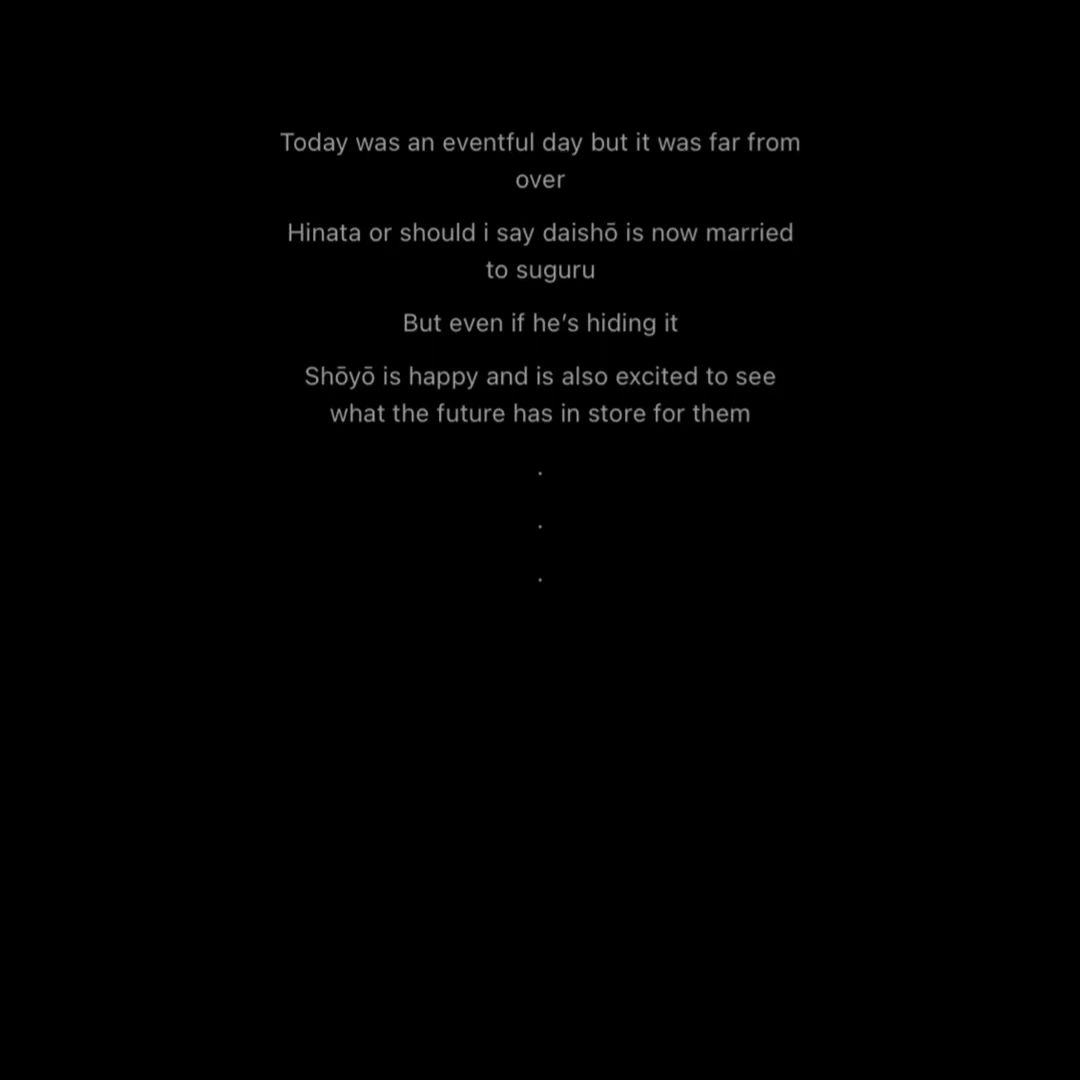 Today was an eventful day but it was far from
over
Hinata or should i say daishō is now married
to suguru
But even if he’s hiding it
Shōyō is happy and is also excited to see
what the future has in store for them
.
.
.